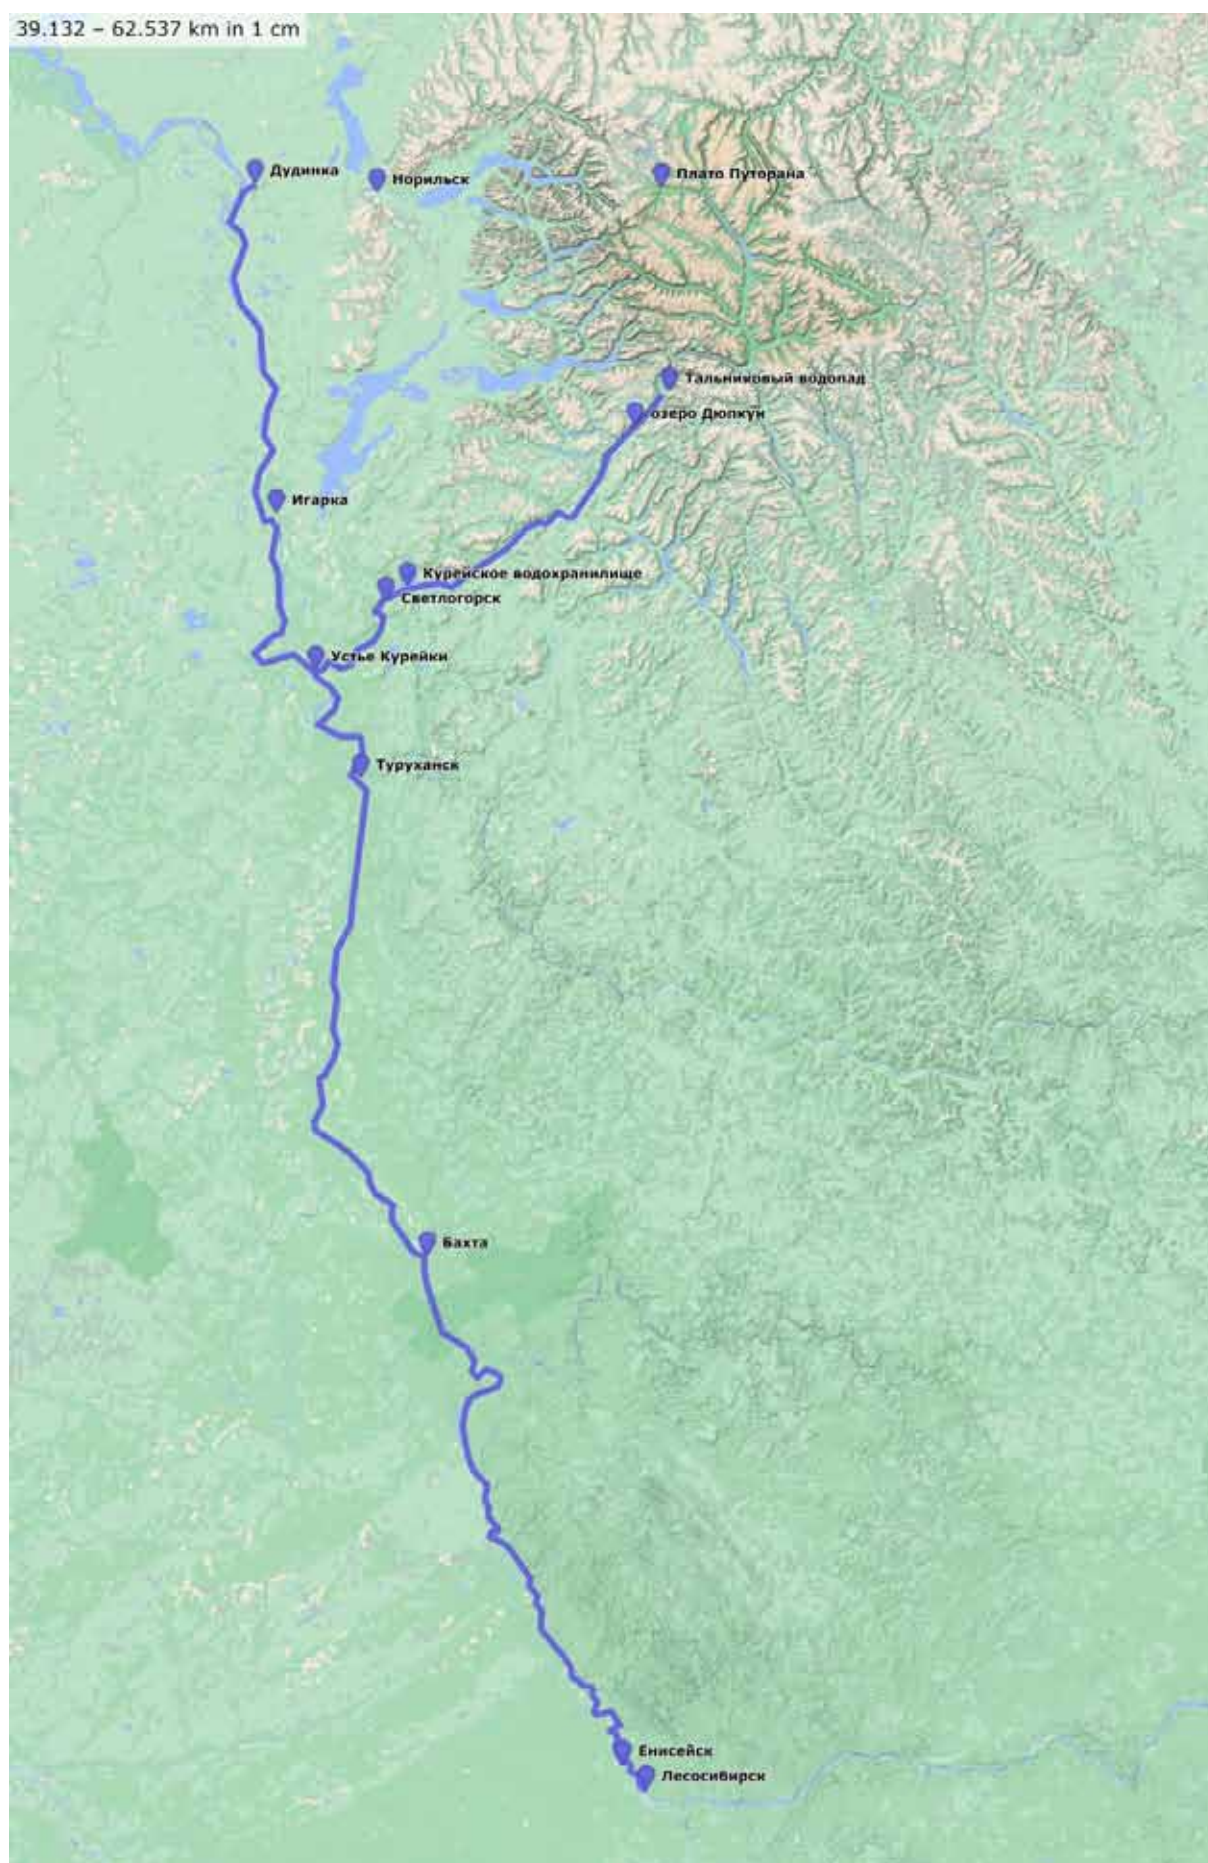 39.132 – 62.537 km in 1 cm
Дудинка
Норильск
Плато Путорана
Тальниковый водопад
озеро Дюпкун
Игарка
Курейское водохранилище
Светлогорск
Устье Курейки
Туруханск
Бахта
Енисейск
Лесосибирск